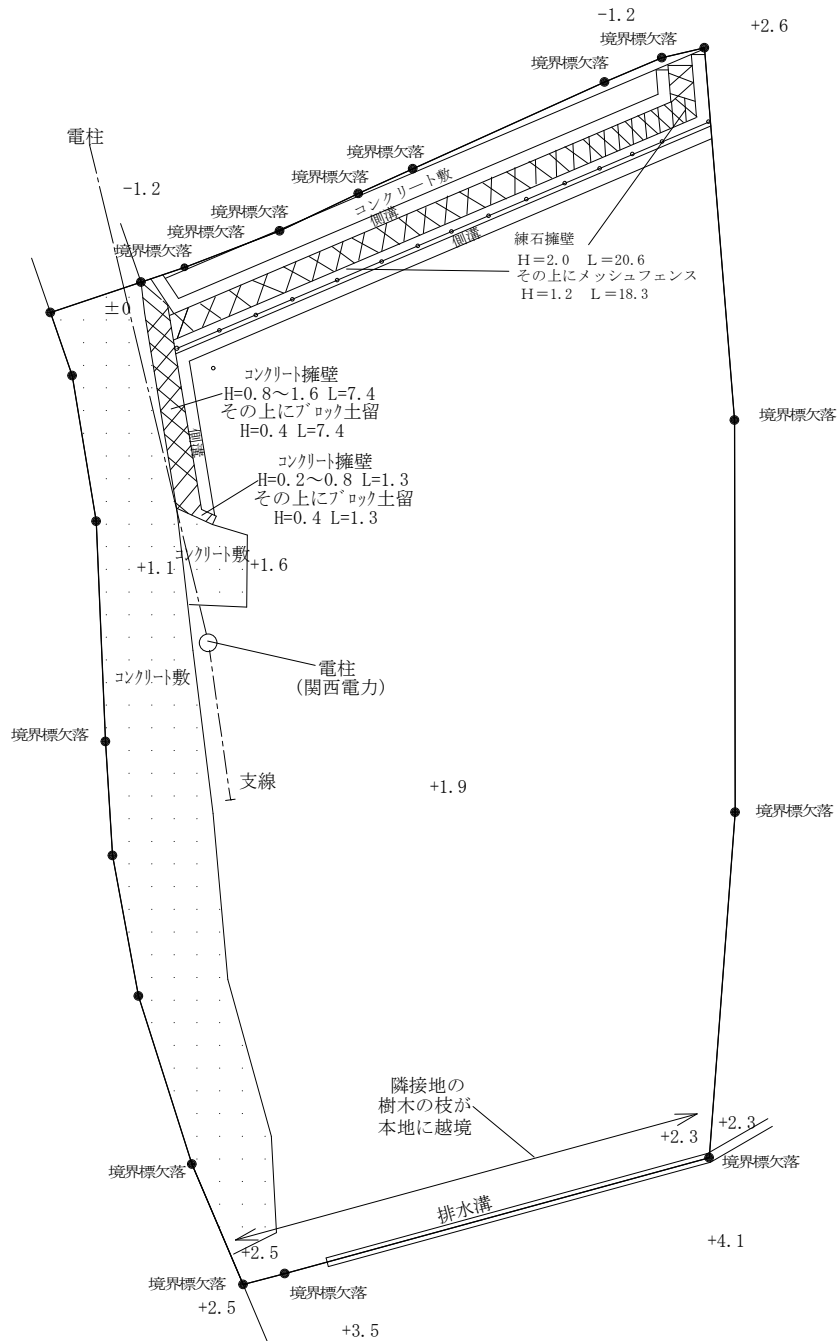 -1.2
+2.6
境界標欠落
境界標欠落
電柱
境界標欠落
-1.2
境界標欠落
コンクリート敷
境界標欠落
側溝
境界標欠落
側溝
練石擁壁
境界標欠落
H=2.0 L=20.6
その上にメッシュフェンス
H=1.2 L=18.3
±0
コンクリート擁壁
H=0.8～1.6 L=7.4
その上にブロック土留
H=0.4 L=7.4
境界標欠落
側溝
コンクリート擁壁
H=0.2～0.8 L=1.3
その上にブロック土留
H=0.4 L=1.3
コンクリート敷
+1.1
+1.6
電柱
(関西電力)
コンクリート敷
境界標欠落
支線
+1.9
境界標欠落
隣接地の
樹木の枝が
本地に越境
+2.3
+2.3
境界標欠落
境界標欠落
排水溝
+4.1
+2.5
境界標欠落
境界標欠落
+2.5
+3.5